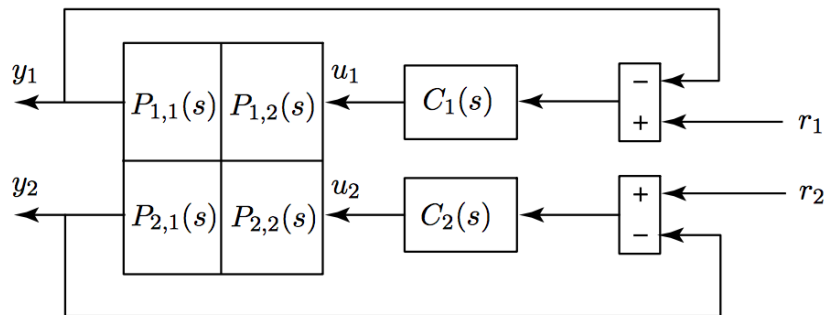 y₁ P₁,₁(s) P₁,₂(s) u₁ C₁(s) −
+ r₁
y₂ P₂,₁(s) P₂,₂(s) u₂ C₂(s) + r₂
−